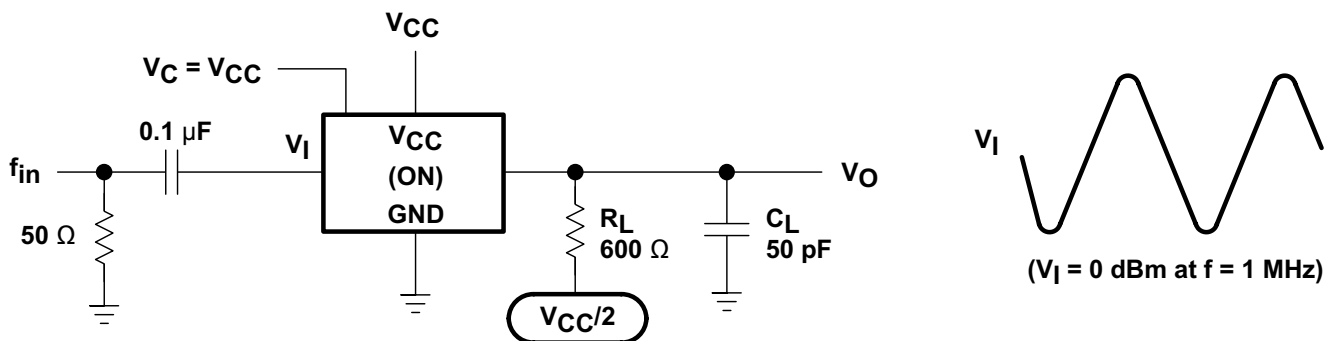 VCC
VC = VCC
0.1 µF
VI
VCC
(ON)
GND
fin
50 Ω
RL
600 Ω
CL
50 pF
VO
VCC/2
VI
(VI = 0 dBm at f = 1 MHz)